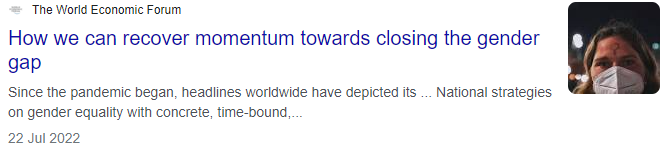 The World Economic Forum
How we can recover momentum towards closing the gender
gap
Since the pandemic began, headlines worldwide have depicted its ... National strategies
on gender equality with concrete, time-bound,...
22 Jul 2022